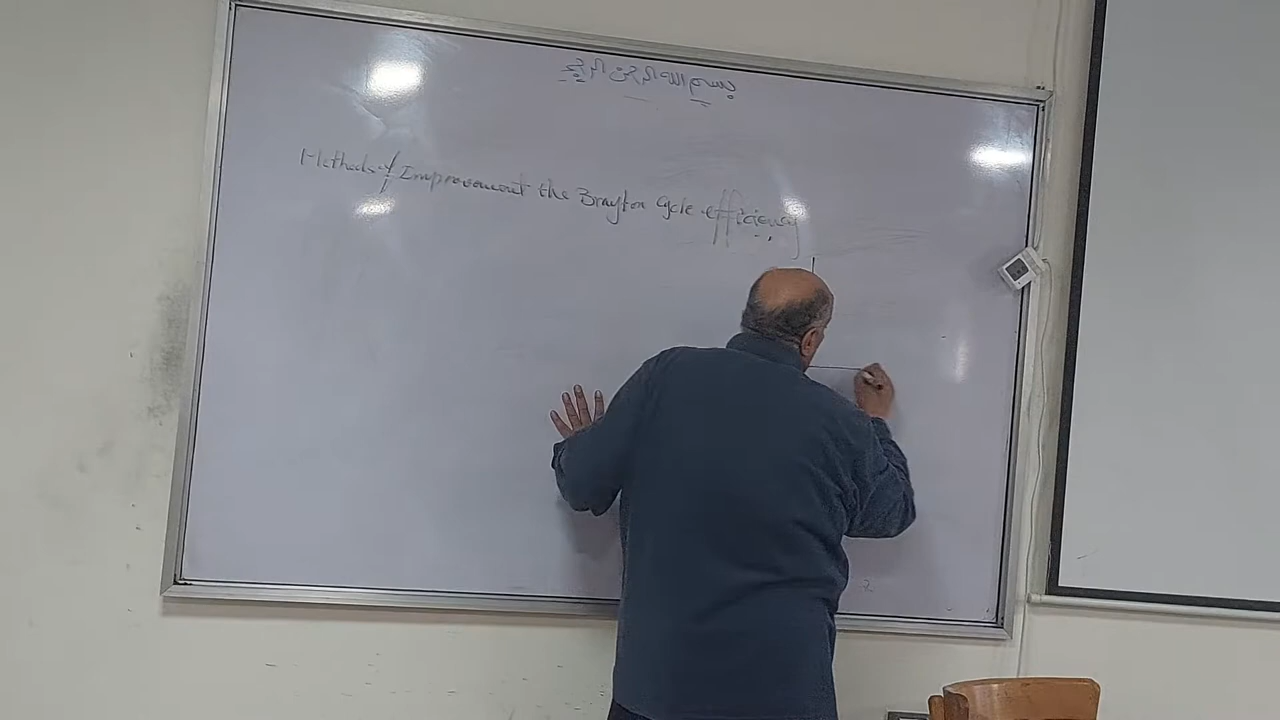 بسم الله الرحمن الرحيم
Methods of Improvement the Brayton Cycle efficiency